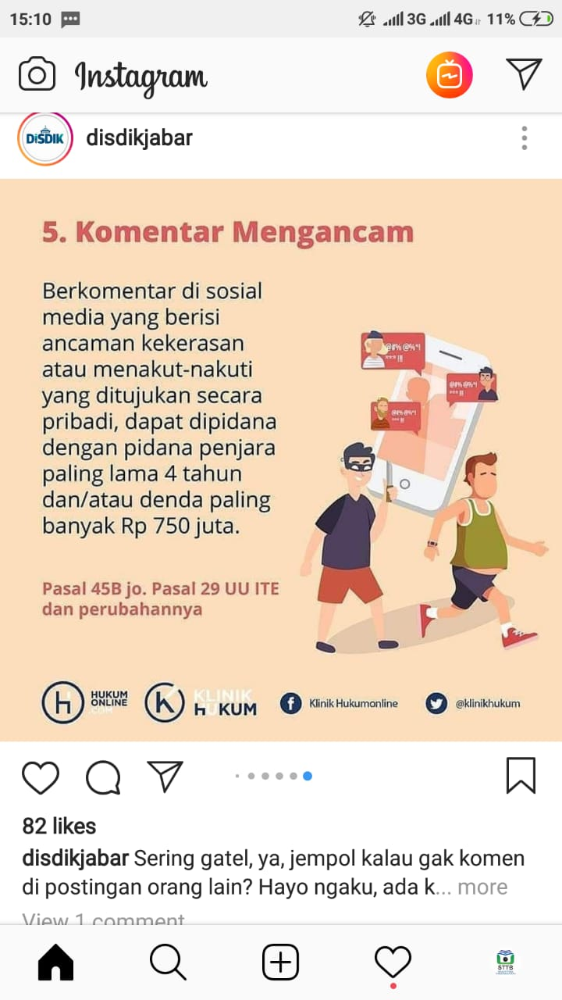 15:10
3G 4G 11%
Instagram
DiSDIK disdikjabar
5. Komentar Mengancam
Berkomentar di sosial
media yang berisi
ancaman kekerasan
atau menakut-nakuti
yang ditujukan secara
pribadi, dapat dipidana
dengan pidana penjara
paling lama 4 tahun
dan/atau denda paling
banyak Rp 750 juta.
Pasal 45B jo. Pasal 29 UU ITE
dan perubahannya
@#% @%*!
*** !!!
@#% @%*!
*** !!!
@#% @%*!
*** !!!
H HUKUM
ONLINE
.COM
K KLINIK
HUKUM
f Klinik Hukumonline
@klinikhukum
82 likes
disdikjabar Sering gatel, ya, jempol kalau gak komen
di postingan orang lain? Hayo ngaku, ada k... more
View 1 comment
STTB